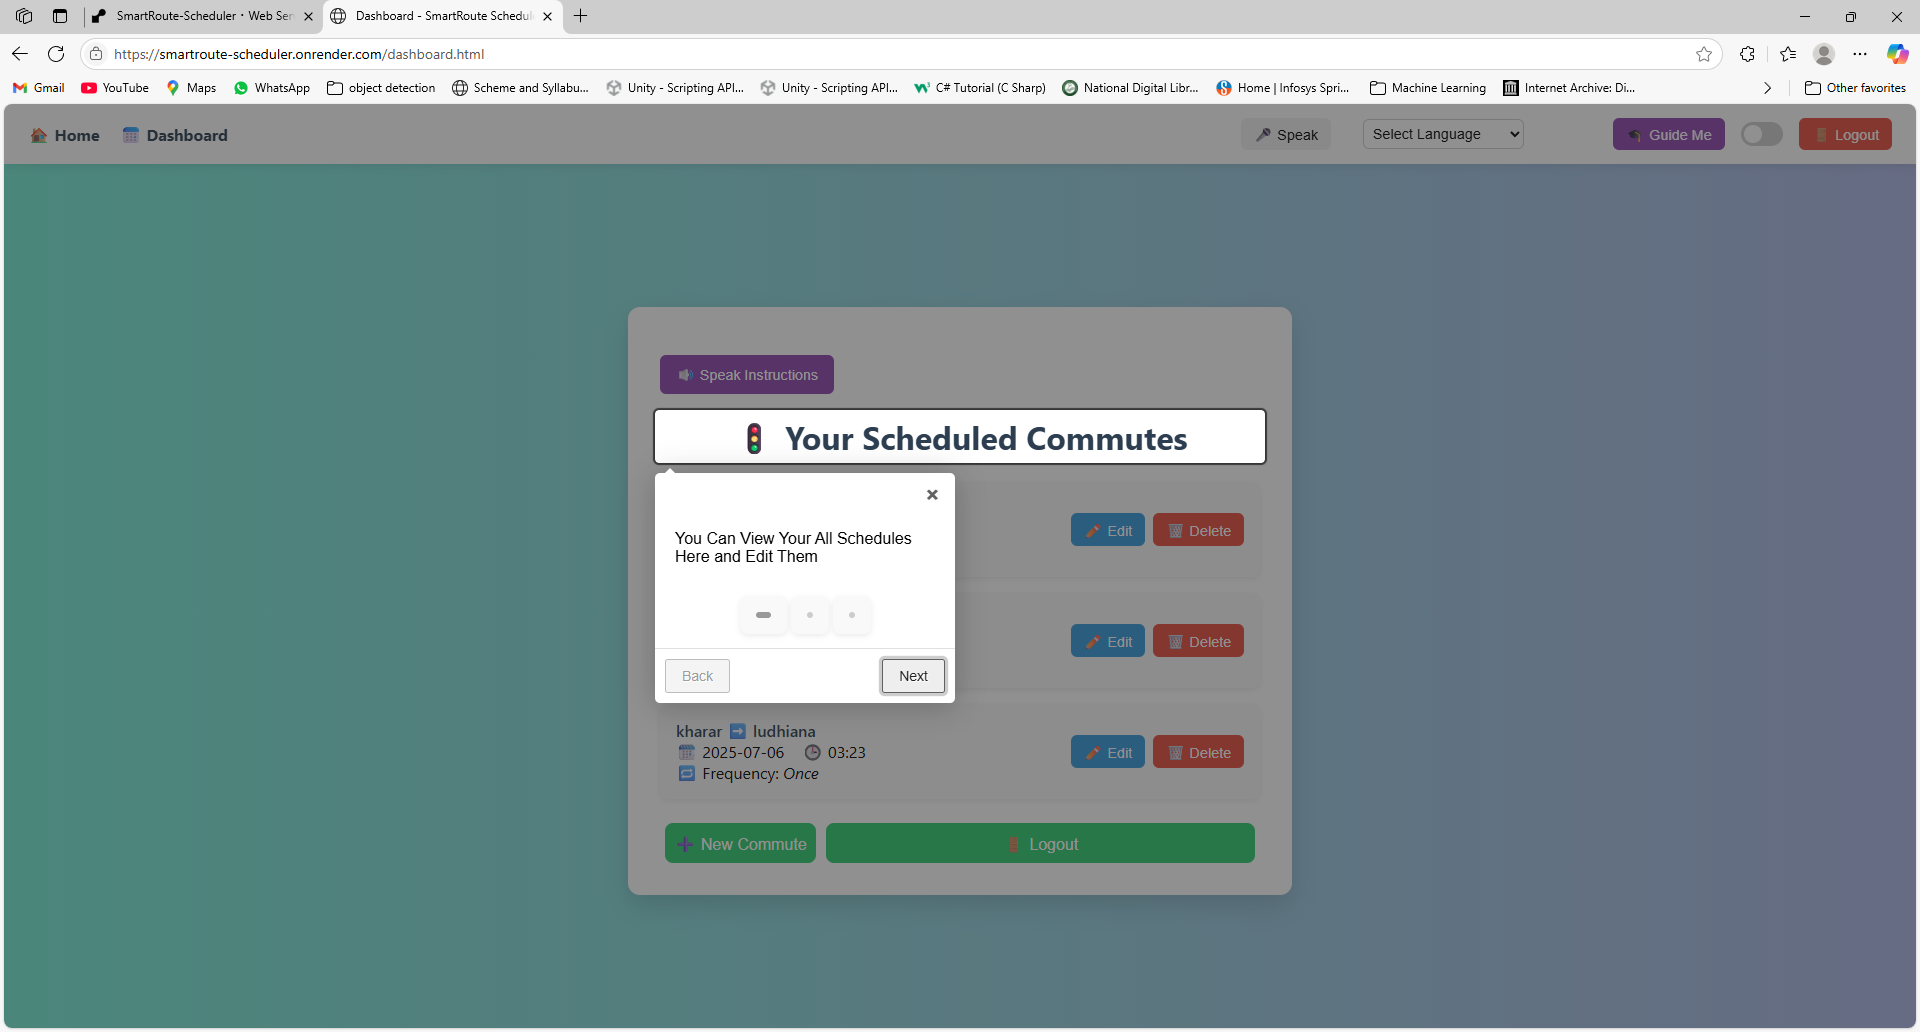 SmartRoute-Scheduler · Web Ser
Dashboard - SmartRoute Schedul
https://smartroute-scheduler.onrender.com/dashboard.html
Gmail
YouTube
Maps
WhatsApp
object detection
Scheme and Syllabu...
Unity - Scripting API...
Unity - Scripting API...
C# Tutorial (C Sharp)
National Digital Libr...
Home | Infosys Spri...
Machine Learning
Internet Archive: Di...
Other favorites
Home
Dashboard
Speak
Select Language
Guide Me
Logout
Speak Instructions
Your Scheduled Commutes
You Can View Your All Schedules
Here and Edit Them
Back
Next
Edit
Delete
Edit
Delete
kharar ➡️ ludhiana
2025-07-06 03:23
Frequency: Once
Edit
Delete
New Commute
Logout